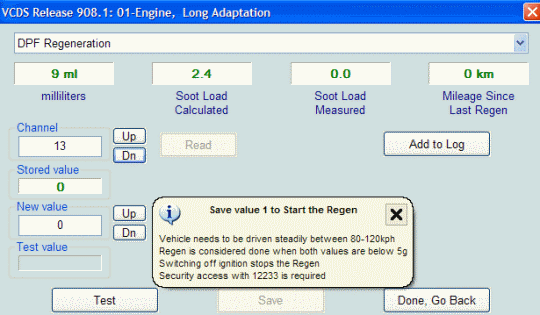 VCDS Release 908.1: 01-Engine, Long Adaptation
DPF Regeneration
9 ml
2.4
0.0
0 km
milliliters
Soot Load
Calculated
Soot Load
Measured
Mileage Since
Last Regen
Channel
13
Up
Dn
Read
Add to Log
Stored value
0
New value
0
Up
Dn
Test value
Save value 1 to Start the Regen
Vehicle needs to be driven steadily between 80-120kph
Regen is considered done when both values are below 5g
Switching off ignition stops the Regen
Security access with 12233 is required
Test
Save
Done, Go Back